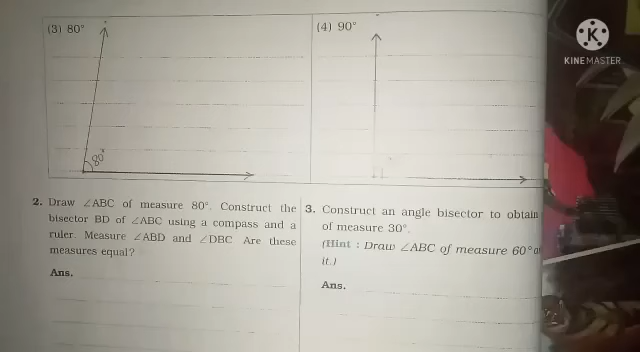 (3) 80°
(4) 90°
80°
2. Draw ∠ABC of measure 80°. Construct the
bisector BD of ∠ABC using a compass and a
ruler. Measure ∠ABD and ∠DBC Are these
measures equal?
Ans.
3. Construct an angle bisector to obtain
of measure 30°.
(Hint : Draw ∠ABC of measure 60°
it.)
Ans.
K
KINEMASTER